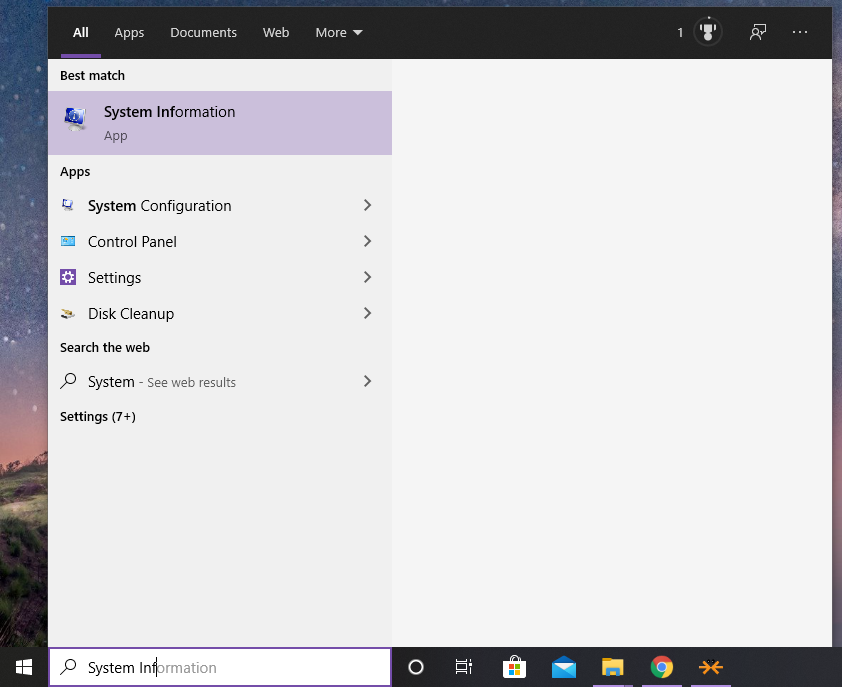 All Apps Documents Web More 1
Best match
System Information
App
Apps
System Configuration
Control Panel
Settings
Disk Cleanup
Search the web
System - See web results
Settings (7+)
System Information